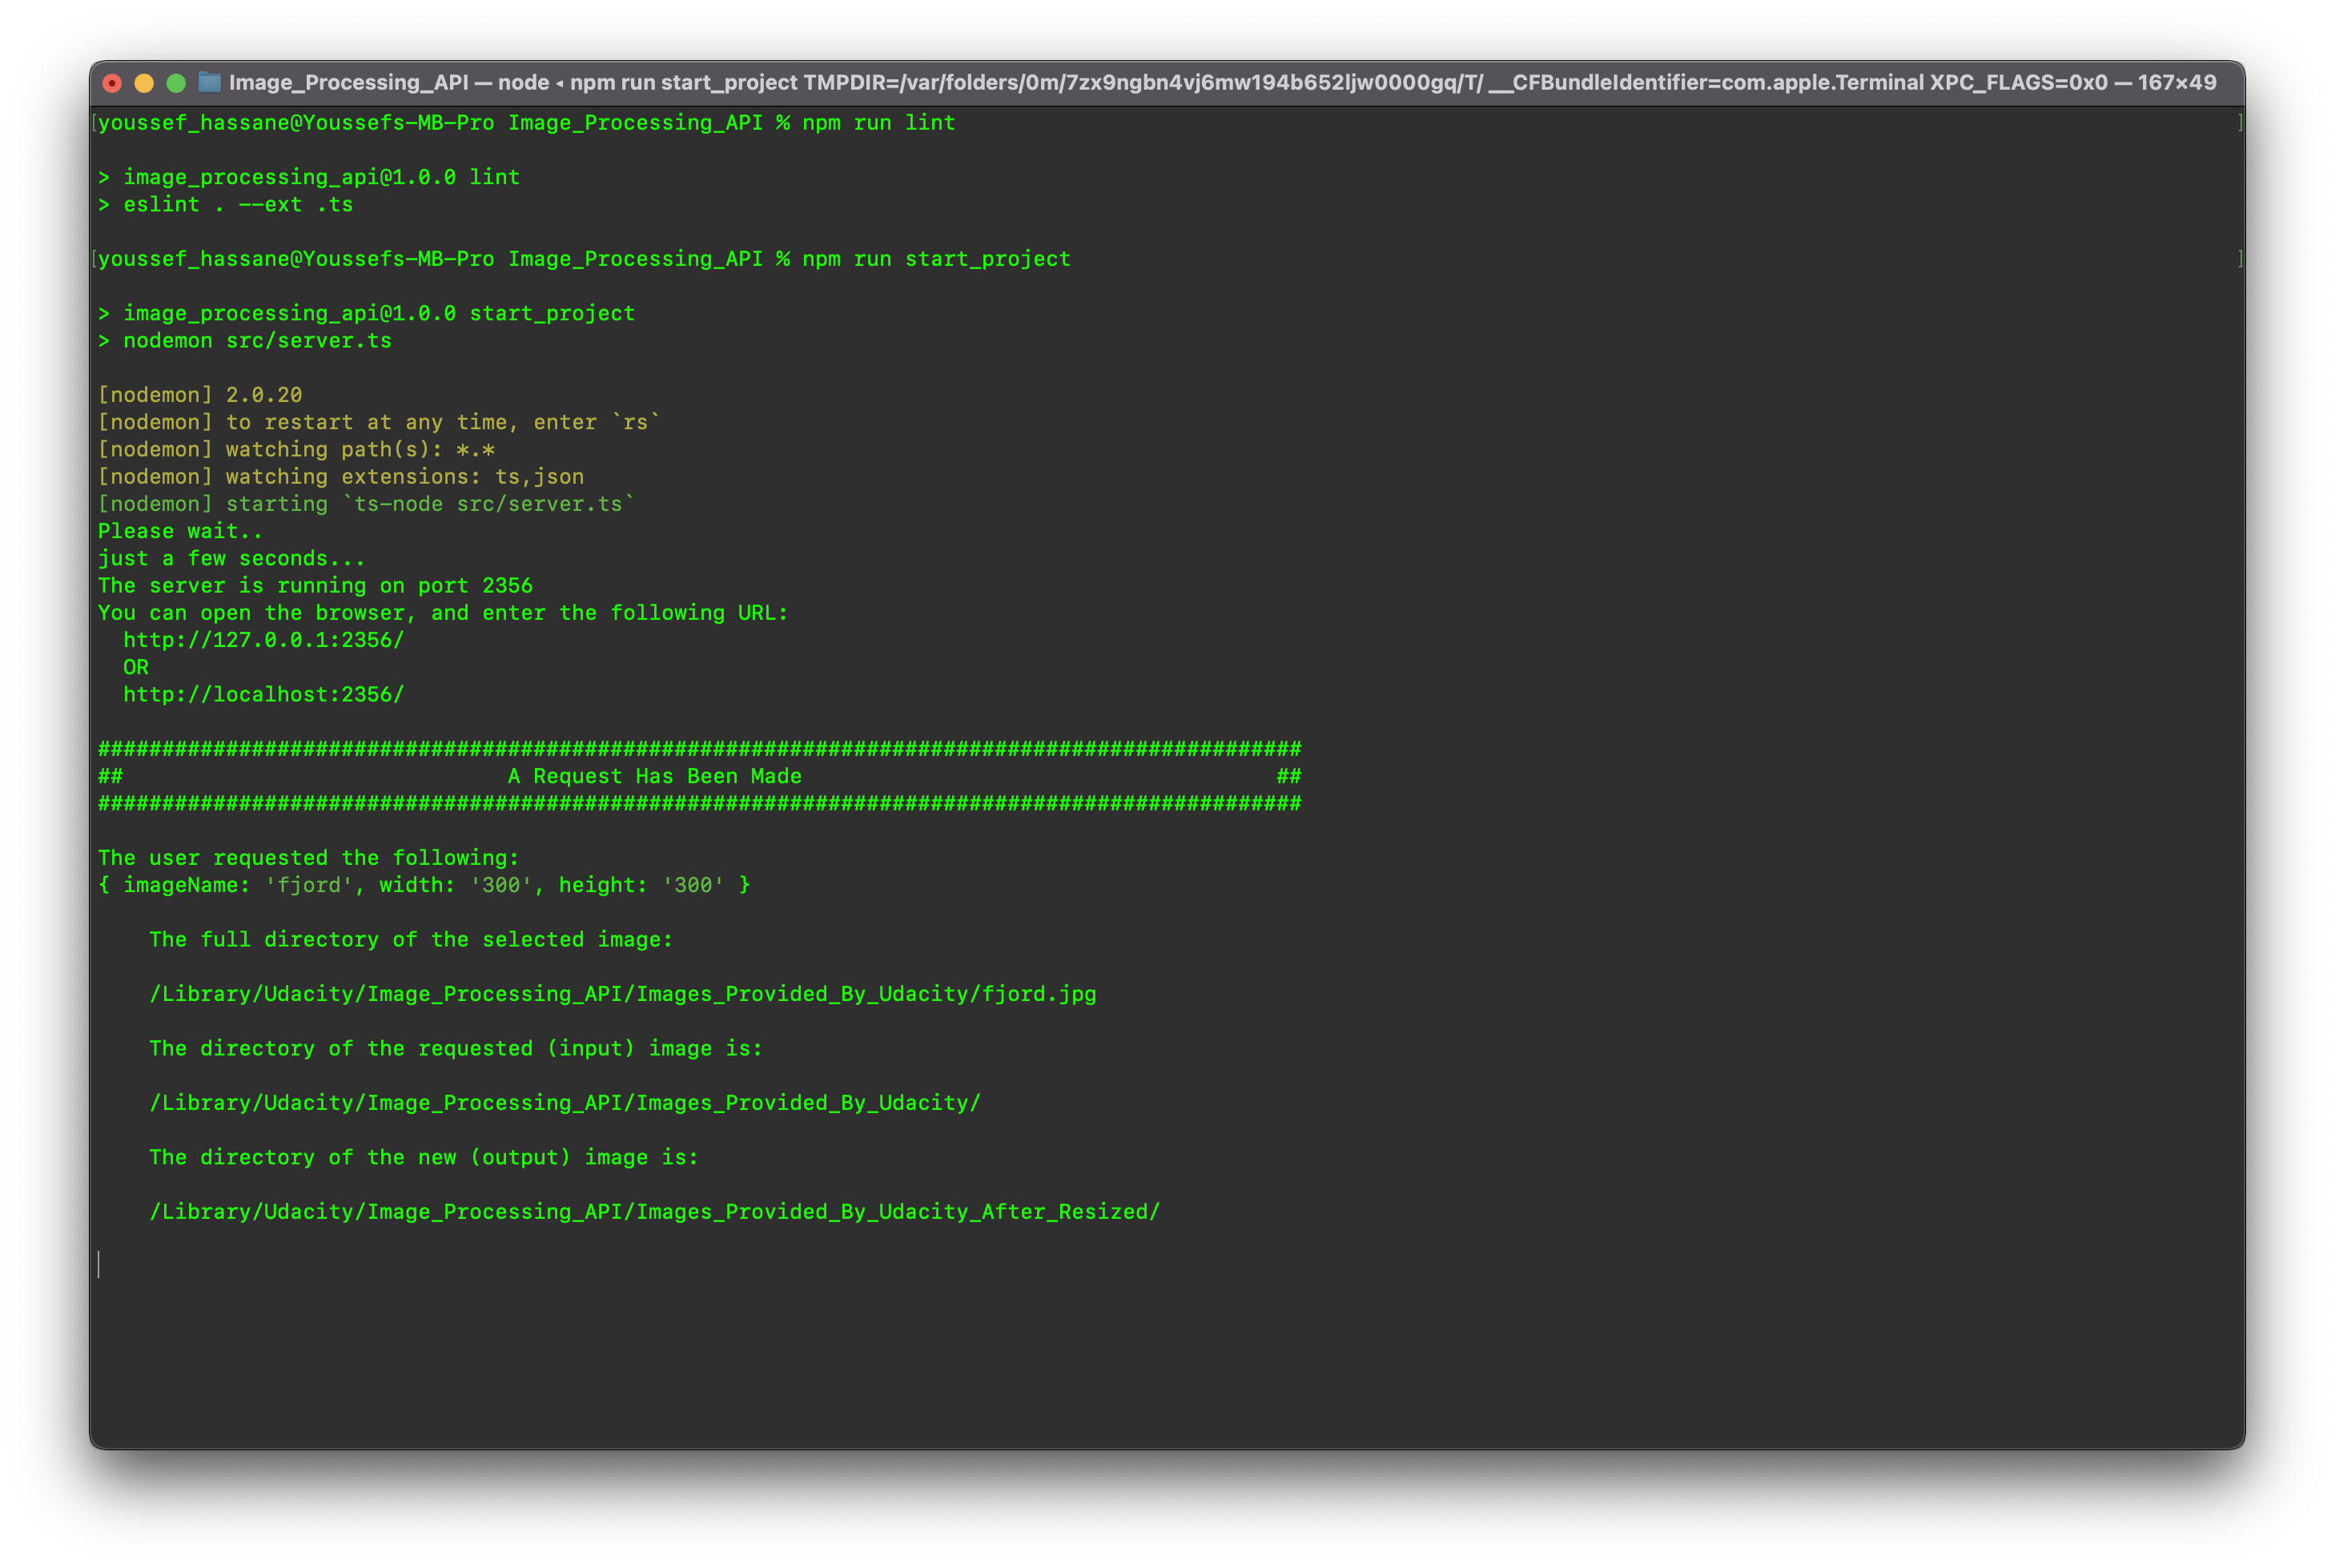 Image_Processing_API — node ◂ npm run start_project TMPDIR=/var/folders/0m/7zx9ngbn4vj6mw194b652ljw0000gq/T/ __CFBundleIdentifier=com.apple.Terminal XPC_FLAGS=0x0 — 167×49
[youssef_hassane@Youssefs-MB-Pro Image_Processing_API % npm run lint ]
> image_processing_api@1.0.0 lint
> eslint . --ext .ts
[youssef_hassane@Youssefs-MB-Pro Image_Processing_API % npm run start_project ]
> image_processing_api@1.0.0 start_project
> nodemon src/server.ts
[nodemon] 2.0.20
[nodemon] to restart at any time, enter `rs`
[nodemon] watching path(s): *.*
[nodemon] watching extensions: ts,json
[nodemon] starting `ts-node src/server.ts`
Please wait..
just a few seconds...
The server is running on port 2356
You can open the browser, and enter the following URL:
http://127.0.0.1:2356/
OR
http://localhost:2356/
##############################################################################################
## A Request Has Been Made ##
##############################################################################################
The user requested the following:
{ imageName: 'fjord', width: '300', height: '300' }
The full directory of the selected image:
/Library/Udacity/Image_Processing_API/Images_Provided_By_Udacity/fjord.jpg
The directory of the requested (input) image is:
/Library/Udacity/Image_Processing_API/Images_Provided_By_Udacity/
The directory of the new (output) image is:
/Library/Udacity/Image_Processing_API/Images_Provided_By_Udacity_After_Resized/